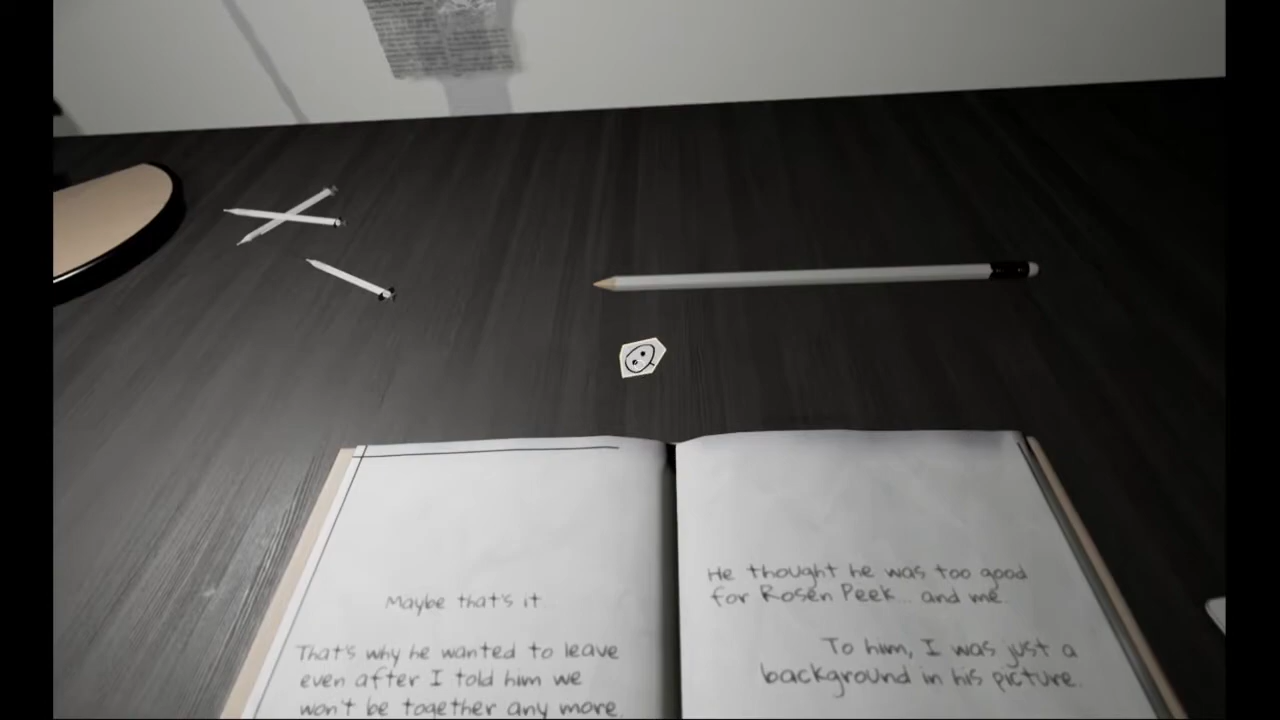 Maybe that's it...
That's why he wanted to leave
even after I told him we
won't be together any more.
He thought he was too good
for Rosen Peek... and me.
To him, I was just a
background in his picture.